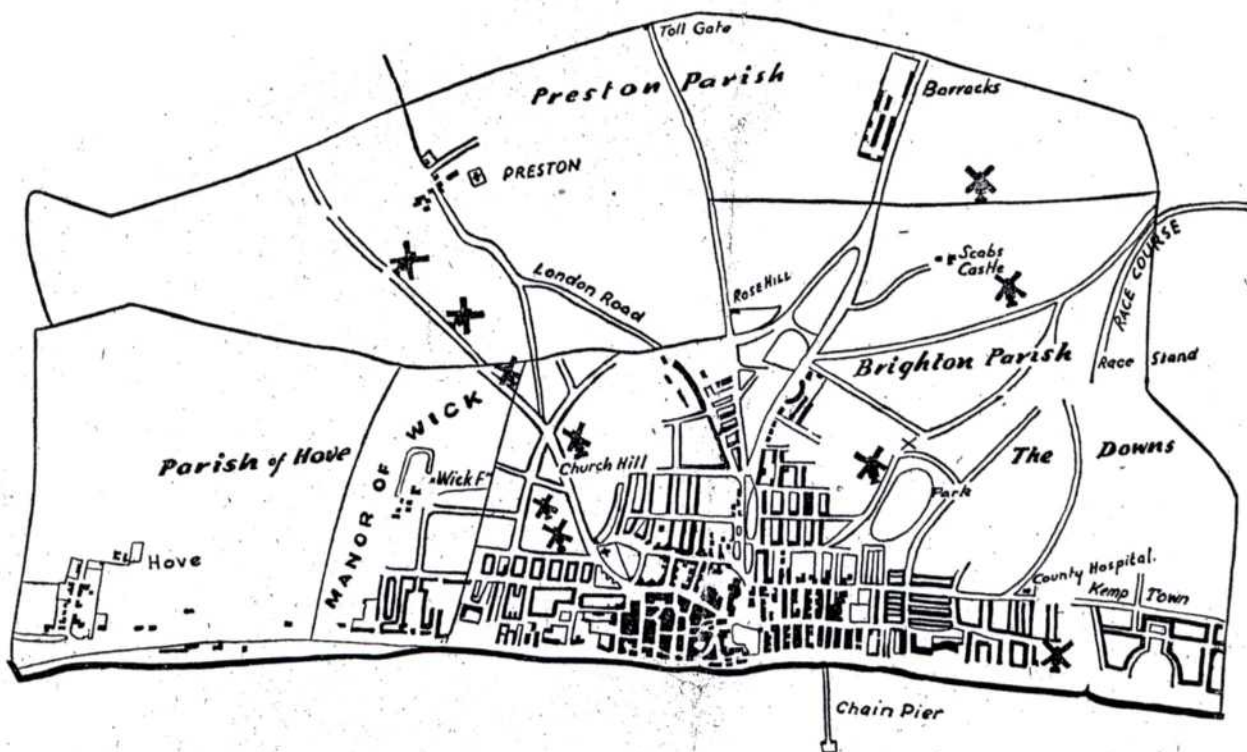 Toll Gate
Preston Parish
Barracks
PRESTON
London Road
ROSE HILL
Scabs
Castle
RACE COURSE
Brighton Parish
Race Stand
Parish of Hove
MANOR OF WICK
Wick Fm
Church Hill
The Downs
Park
Hove
County Hospital.
Kemp Town
Chain Pier